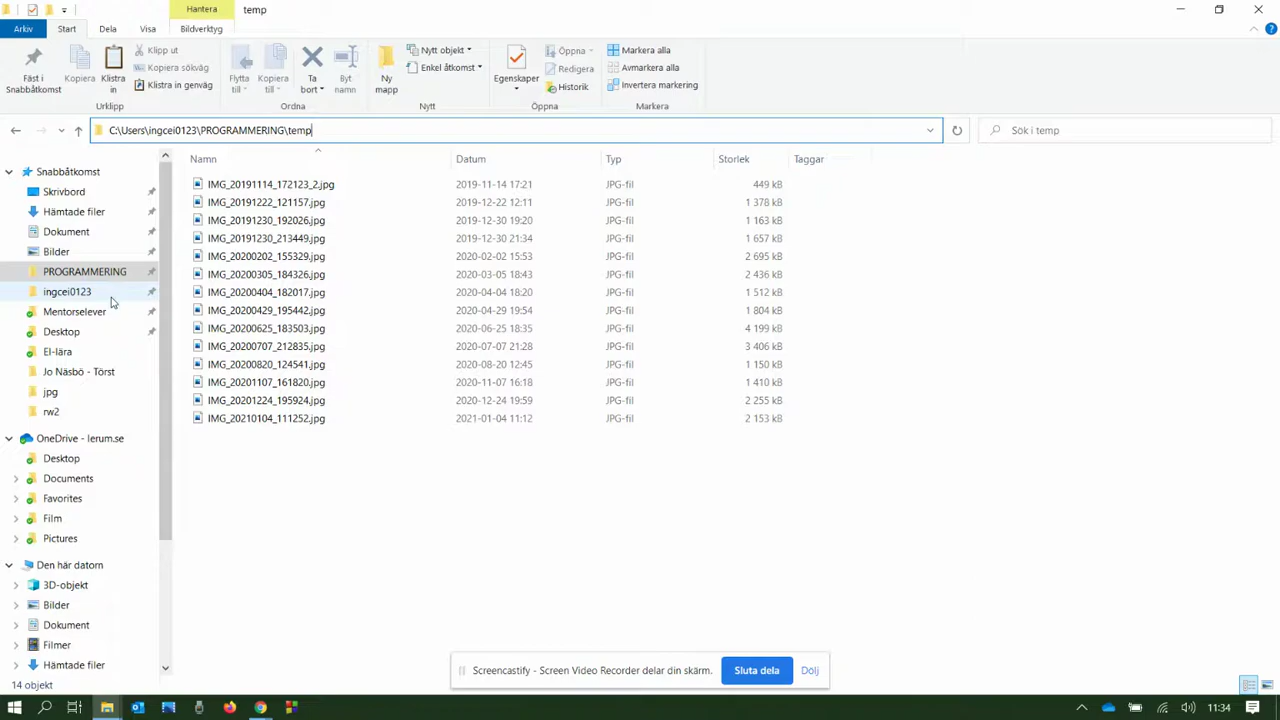 Hantera
temp
Arkiv
Start
Dela
Visa
Bildverktyg
Fäst i Snabbåtkomst
Kopiera
Klistra in
Klipp ut
Kopiera sökväg
Klistra in genväg
Urklipp
Flytta till
Kopiera till
Ta bort
Byt namn
Ordna
Ny mapp
Nytt objekt
Enkel åtkomst
Nytt
Egenskaper
Öppna
Redigera
Historik
Öppna
Markera alla
Avmarkera alla
Invertera markering
Markera
C:\Users\ingcei0123\PROGRAMMERING\temp
Sök i temp
Namn Datum Typ Storlek Taggar
IMG_20191114_172123_2.jpg 2019-11-14 17:21 JPG-fil 449 kB
IMG_20191222_121157.jpg 2019-12-22 12:11 JPG-fil 1 378 kB
IMG_20191230_192026.jpg 2019-12-30 19:20 JPG-fil 1 163 kB
IMG_20191230_213449.jpg 2019-12-30 21:34 JPG-fil 1 657 kB
IMG_20200202_155329.jpg 2020-02-02 15:53 JPG-fil 2 695 kB
IMG_20200305_184326.jpg 2020-03-05 18:43 JPG-fil 2 436 kB
IMG_20200404_182017.jpg 2020-04-04 18:20 JPG-fil 1 512 kB
IMG_20200429_195442.jpg 2020-04-29 19:54 JPG-fil 1 804 kB
IMG_20200625_183503.jpg 2020-06-25 18:35 JPG-fil 4 199 kB
IMG_20200707_212835.jpg 2020-07-07 21:28 JPG-fil 3 406 kB
IMG_20200820_124541.jpg 2020-08-20 12:45 JPG-fil 1 150 kB
IMG_20201107_161820.jpg 2020-11-07 16:18 JPG-fil 1 410 kB
IMG_20201224_195924.jpg 2020-12-24 19:59 JPG-fil 2 255 kB
IMG_20210104_111252.jpg 2021-01-04 11:12 JPG-fil 2 153 kB
Snabbåtkomst
Skrivbord
Hämtade filer
Dokument
Bilder
PROGRAMMERING
ingcei0123
Mentorselever
Desktop
El-lära
Jo Näsbö - Törst
jpg
rw2
OneDrive - lerum.se
Desktop
Documents
Favorites
Film
Pictures
Den här datorn
3D-objekt
Bilder
Dokument
Filmer
Hämtade filer
Screencastify - Screen Video Recorder delar din skärm.
Sluta dela
Dölj
14 objekt
11:34